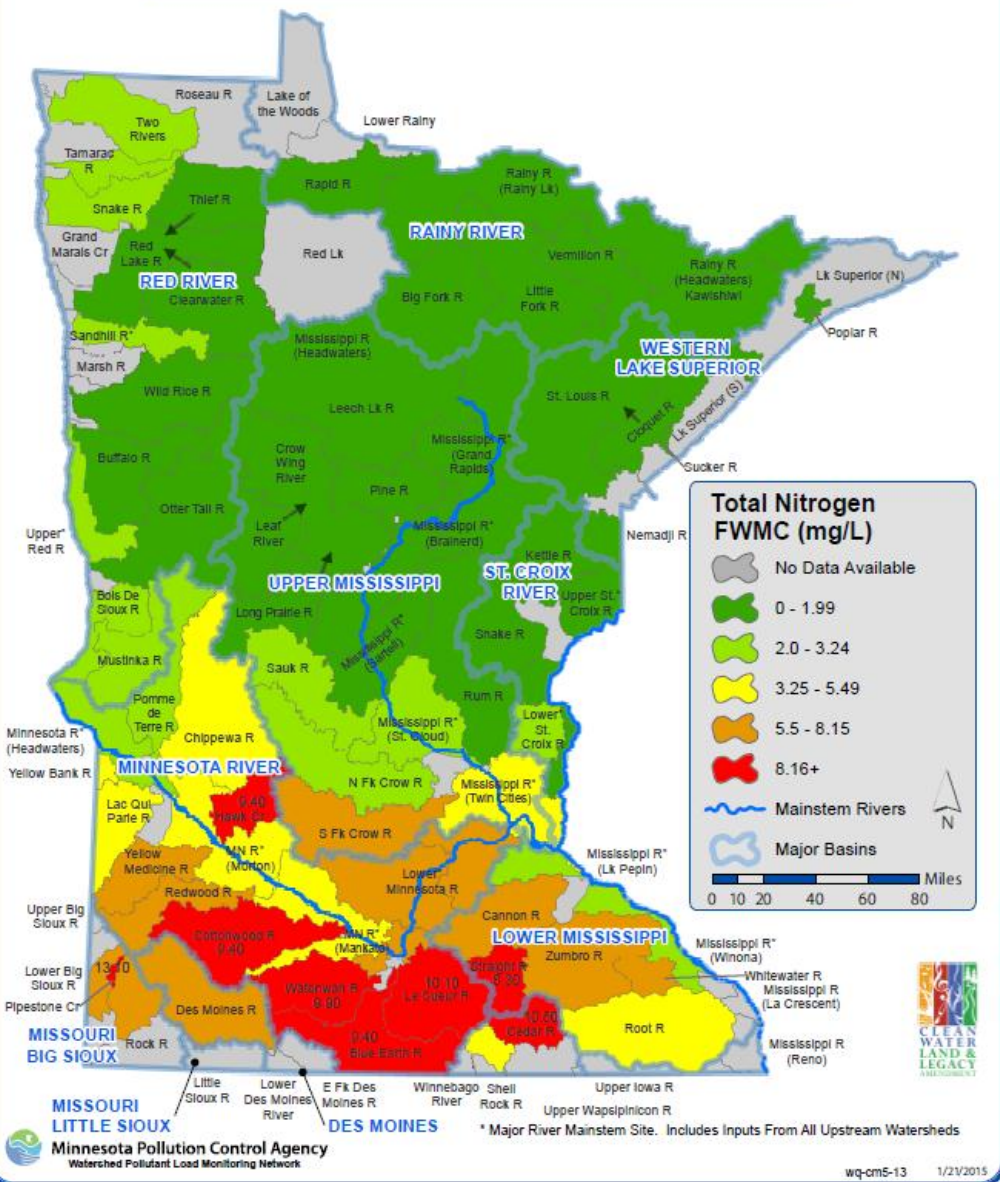 Roseau R
Lake of
the Woods
Lower Rainy
Two
Rivers
Tamarac
R
Rapid R
Rainy R
(Rainy Lk)
Snake R
Thief R
Grand
Marais Cr
Red
Lake R
RED RIVER
Clearwater R
Red Lk
RAINY RIVER
Vermilion R
Big Fork R
Little
Fork R
Rainy R
(Headwaters)
Kawishiwi
Lk Superior (N)
Poplar R
Sandhill R*
Marsh R
Mississippi R
(Headwaters)
WESTERN
LAKE SUPERIOR
Wild Rice R
Leech Lk R
St. Louis R
Cloquet R
Lk Superior (S)
Sucker R
Buffalo R
Crow
Wing
River
Mississippi R*
(Grand
Rapids)
Pine R
Otter Tail R
Leaf
River
Mississippi R*
(Brainerd)
Nemadji R
Upper*
Red R
Kettle R
UPPER MISSISSIPPI
ST. CROIX
RIVER
Bois De
Sioux R
Long Prairie R
Upper St.*
Croix R
Mustinka R
Mississippi R*
(Sartell)
Snake R
Sauk R
Pomme
de
Terre R
Rum R
Minnesota R*
(Headwaters)
Chippewa R
Mississippi R*
(St. Cloud)
Lower*
St.
Croix R
Yellow Bank R
MINNESOTA RIVER
N Fk Crow R
Mississippi R*
(Twin Cities)
Lac Qui
Parle R
9.40
Hawk Cr
S Fk Crow R
Yellow
Medicine R
MN R*
(Morton)
Mississippi R*
(Lk Pepin)
Redwood R
Lower*
Minnesota R
Upper Big
Sioux R
Cottonwood R
9.40
MN R*
(Mankato)
Cannon R
LOWER MISSISSIPPI
Zumbro R
Mississippi R*
(Winona)
Lower Big
Sioux R
13.10
Whitewater R
Pipestone Cr
Watonwan R
9.90
10.10
Le Sueur R
Straight R
8.30
Mississippi R
(La Crescent)
Des Moines R
10.60
Cedar R
Root R
MISSOURI
BIG SIOUX
Rock R
9.40
Blue Earth R
Mississippi R
(Reno)
Little
Sioux R
Lower
Des Moines
River
E Fk Des
Moines R
Winnebago
River
Shell
Rock R
Upper Iowa R
Upper Wapsipinicon R
MISSOURI
LITTLE SIOUX
DES MOINES
Total Nitrogen
FWMC (mg/L)
No Data Available
0 - 1.99
2.0 - 3.24
3.25 - 5.49
5.5 - 8.15
8.16+
Mainstem Rivers
Major Basins
N
Miles
0 10 20 40 60 80
CLEAN
WATER
LAND &
LEGACY
AMENDMENT
* Major River Mainstem Site. Includes Inputs From All Upstream Watersheds
Minnesota Pollution Control Agency
Watershed Pollutant Load Monitoring Network
wq-cm5-13 1/21/2015